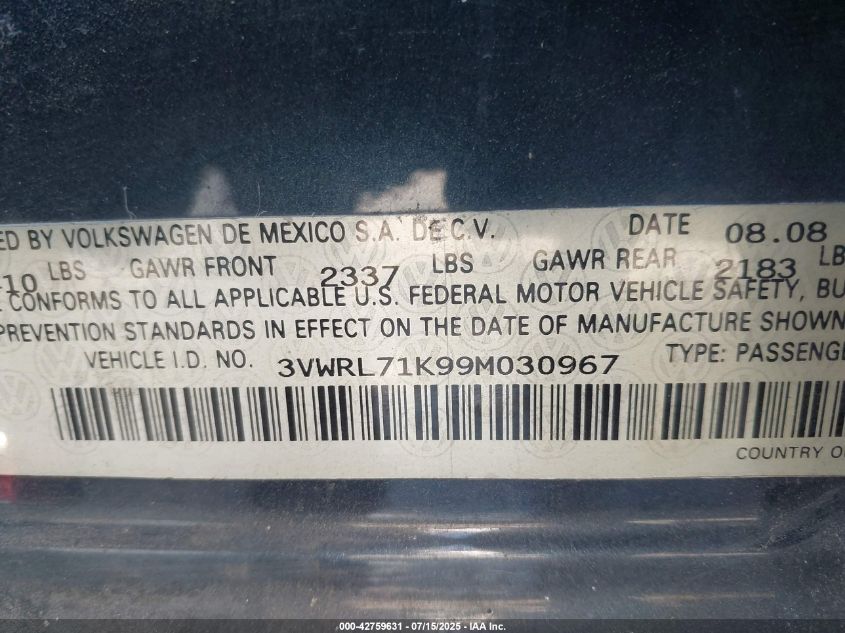 ED BY VOLKSWAGEN DE MEXICO S.A. DE C.V. DATE 08.08
10 LBS GAWR FRONT 2337 LBS GAWR REAR 2183 LB
CONFORMS TO ALL APPLICABLE U.S. FEDERAL MOTOR VEHICLE SAFETY, BU
PREVENTION STANDARDS IN EFFECT ON THE DATE OF MANUFACTURE SHOWN
VEHICLE I.D. NO. 3VWRL71K99M030967 TYPE: PASSENGE
COUNTRY O
000-42759631 - 07/15/2025 - IAA Inc.